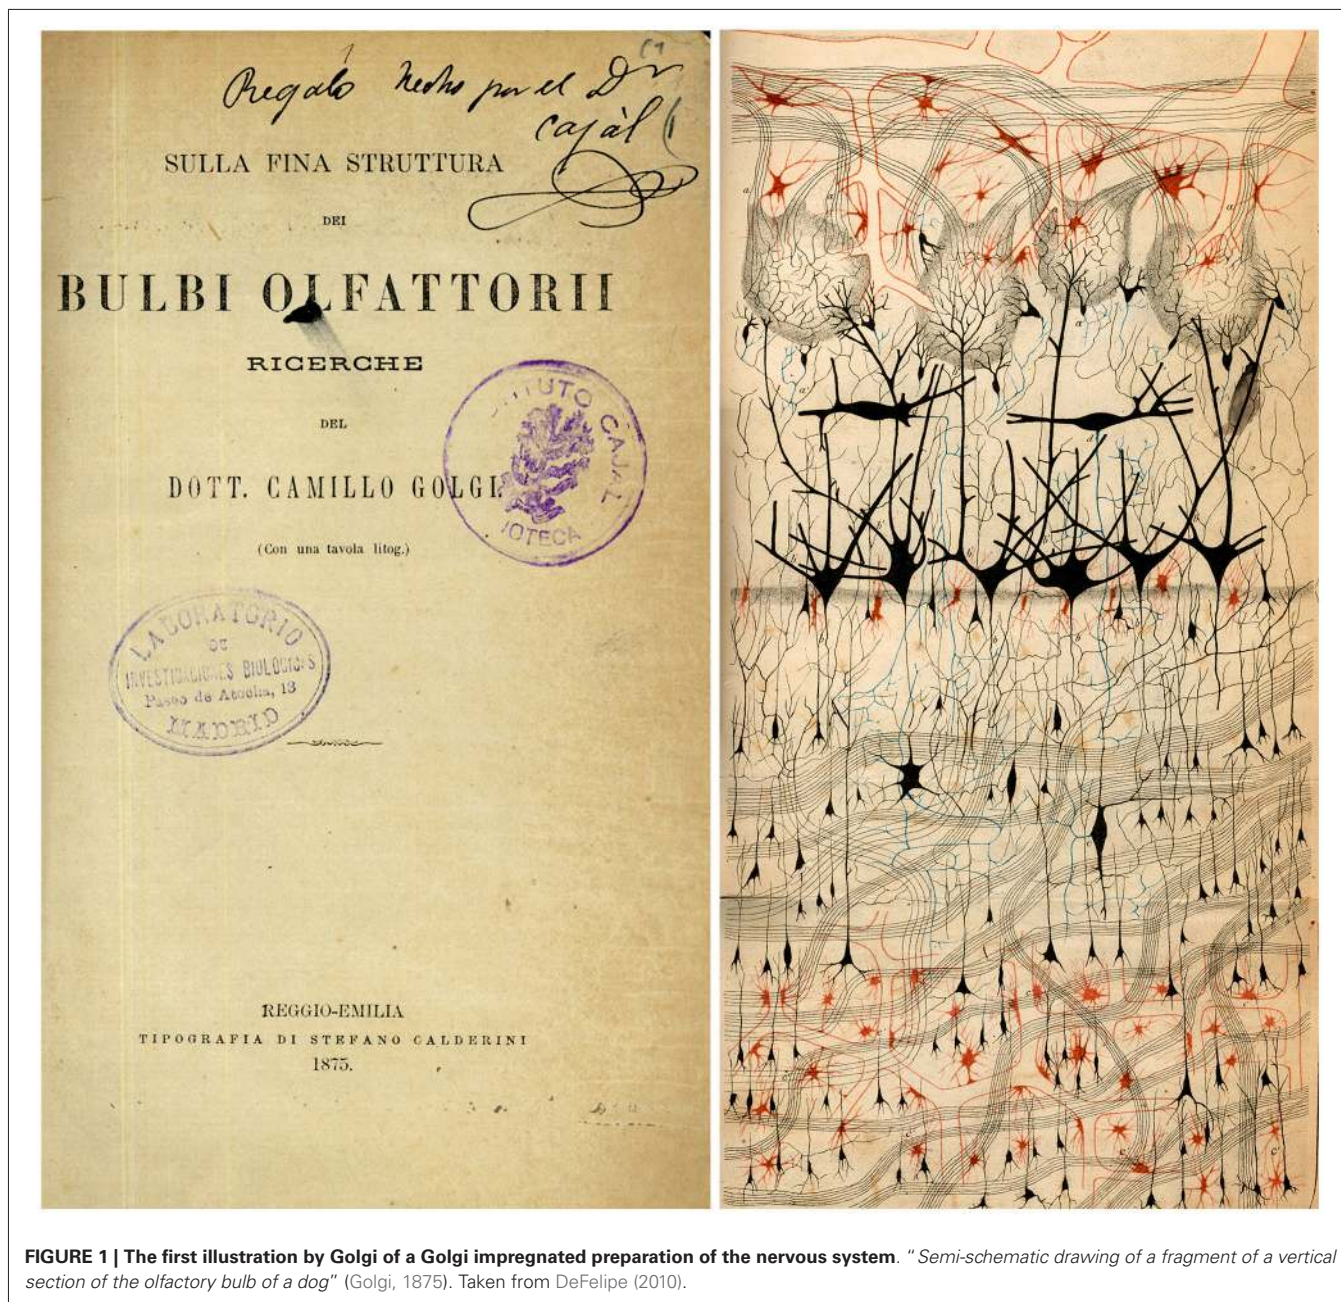 Regalo hecho por el Dr
Cajàl
SULLA FINA STRUTTURA
DEI
BULBI OLFATTORII
RICERCHE
DEL
DOTT. CAMILLO GOLGI.
(Con una tavola litog.)
CAJAL
IOTECA
LABORATORIO
DE
INVESTIGACIONES BIOLOGICAS
Paseo de Atocha, 13
MADRID
REGGIO-EMILIA
TIPOGRAFIA DI STEFANO CALDERINI
1875.
FIGURE 1 | The first illustration by Golgi of a Golgi impregnated preparation of the nervous system. “Semi-schematic drawing of a fragment of a vertical
section of the olfactory bulb of a dog” (Golgi, 1875). Taken from DeFelipe (2010).